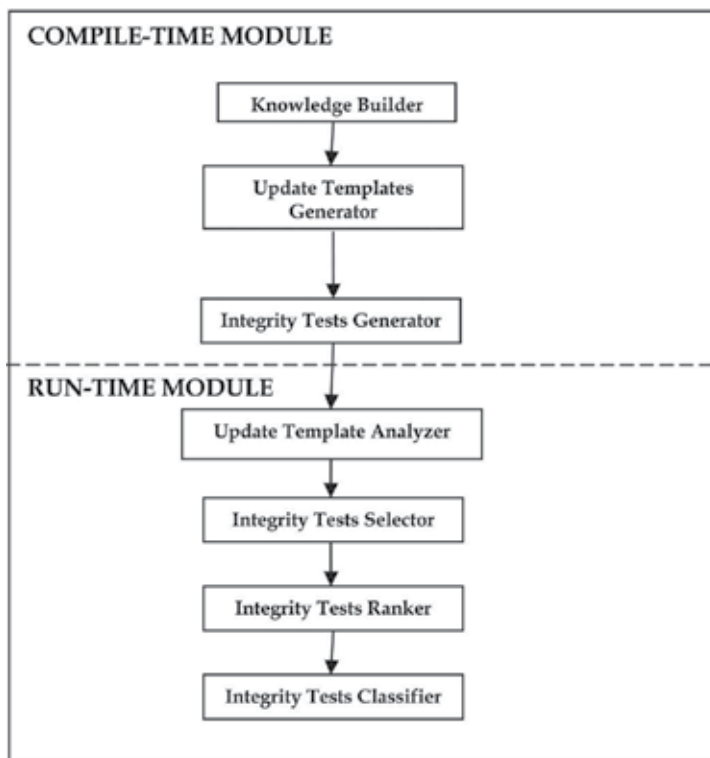 COMPILE-TIME MODULE
Knowledge Builder
Update Templates
Generator
Integrity Tests Generator
RUN-TIME MODULE
Update Template Analyzer
Integrity Tests Selector
Integrity Tests Ranker
Integrity Tests Classifier